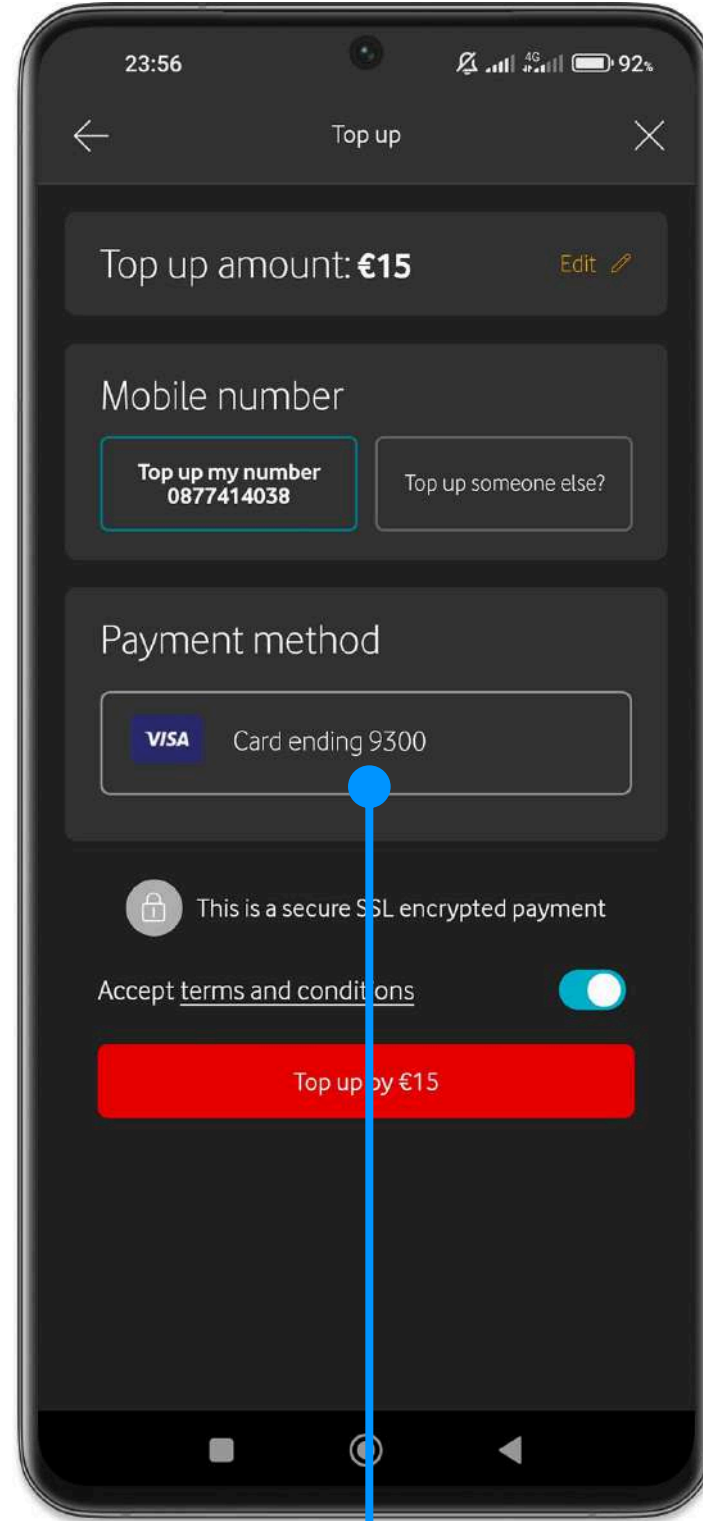 23:56
4G
92%
Top up
Top up amount: €15
Edit
Mobile number
Top up my number
0877414038
Top up someone else?
Payment method
VISA
Card ending 9300
This is a secure SSL encrypted payment
Accept terms and conditions
Top up by €15